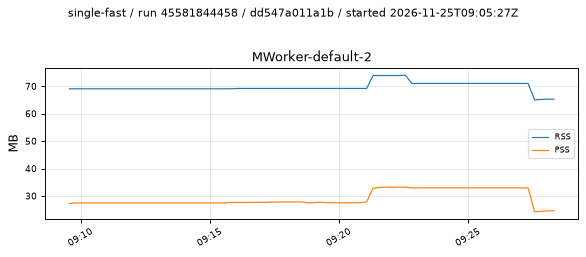 single-fast / run 45581844458 / dd547a011a1b / started 2026-11-25T09:05:27Z
MWorker-default-2
MB
70
60
50
40
30
RSS
PSS
09:10
09:15
09:20
09:25